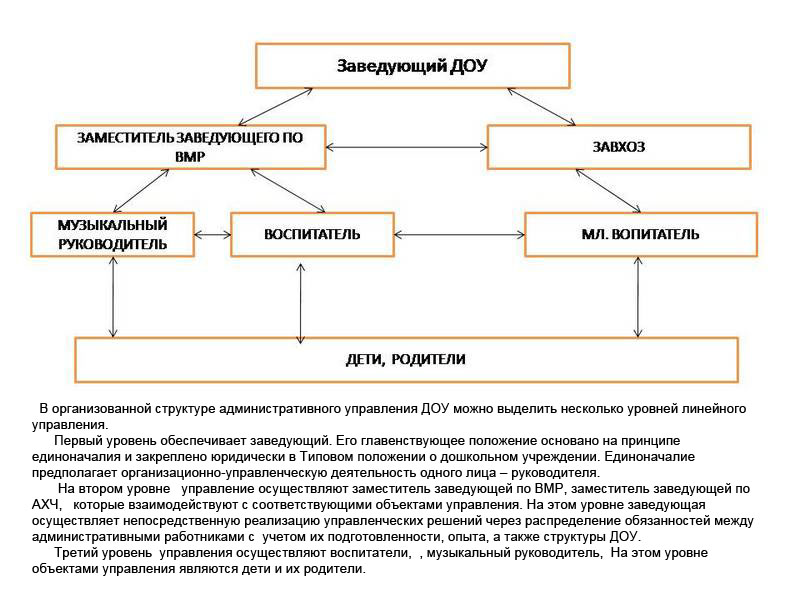 Заведующий ДОУ
ЗАМЕСТИТЕЛЬ ЗАВЕДУЮЩЕГО ПО
ВМР
ЗАВХОЗ
МУЗЫКАЛЬНЫЙ
РУКОВОДИТЕЛЬ
ВОСПИТАТЕЛЬ
МЛ. ВОПИТАТЕЛЬ
ДЕТИ, РОДИТЕЛИ
В организованной структуре административного управления ДОУ можно выделить несколько уровней линейного
управления.
Первый уровень обеспечивает заведующий. Его главенствующее положение основано на принципе
единоначалия и закреплено юридически в Типовом положении о дошкольном учреждении. Единоначалие
предполагает организационно-управленческую деятельность одного лица – руководителя.
На втором уровне управление осуществляют заместитель заведующей по ВМР, заместитель заведующей по
АХЧ, которые взаимодействуют с соответствующими объектами управления. На этом уровне заведующая
осуществляет непосредственную реализацию управленческих решений через распределение обязанностей между
административными работниками с учетом их подготовленности, опыта, а также структуры ДОУ.
Третий уровень управления осуществляют воспитатели, , музыкальный руководитель, На этом уровне
объектами управления являются дети и их родители.